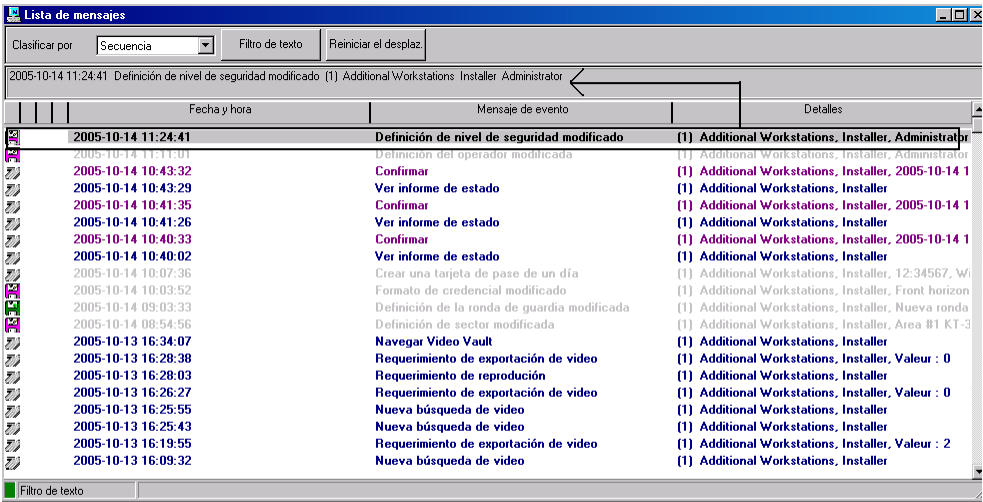 Lista de mensajes
Clasificar por Secuencia Filtro de texto Reiniciar el desplaz.
2005-10-14 11:24:41 Definición de nivel de seguridad modificado (1) Additional Workstations Installer Administrator
Fecha y hora Mensaje de evento Detalles
2005-10-14 11:24:41 Definición de nivel de seguridad modificado (1) Additional Workstations, Installer, Administrator
2005-10-14 11:11:01 Definición del operador modificada (1) Additional Workstations, Installer, Administrator
2005-10-14 10:43:32 Confirmar (1) Additional Workstations, Installer, 2005-10-14 1
2005-10-14 10:43:29 Ver informe de estado (1) Additional Workstations, Installer
2005-10-14 10:41:35 Confirmar (1) Additional Workstations, Installer, 2005-10-14 1
2005-10-14 10:41:26 Ver informe de estado (1) Additional Workstations, Installer
2005-10-14 10:40:33 Confirmar (1) Additional Workstations, Installer, 2005-10-14 1
2005-10-14 10:40:02 Ver informe de estado (1) Additional Workstations, Installer
2005-10-14 10:07:36 Crear una tarjeta de pase de un día (1) Additional Workstations, Installer, 12:34567, Wi
2005-10-14 10:03:52 Formato de credencial modificado (1) Additional Workstations, Installer, Front horizon
2005-10-14 09:03:33 Definición de la ronda de guardia modificada (1) Additional Workstations, Installer, Nueva ronda
2005-10-14 08:54:56 Definición de sector modificada (1) Additional Workstations, Installer, Area #1 KT-3
2005-10-13 16:34:07 Navegar Video Vault (1) Additional Workstations, Installer
2005-10-13 16:28:38 Requerimiento de exportación de video (1) Additional Workstations, Installer, Valeur : 0
2005-10-13 16:28:03 Requerimiento de reprodución (1) Additional Workstations, Installer
2005-10-13 16:26:27 Requerimiento de exportación de video (1) Additional Workstations, Installer, Valeur : 0
2005-10-13 16:25:55 Nueva búsqueda de video (1) Additional Workstations, Installer
2005-10-13 16:25:43 Nueva búsqueda de video (1) Additional Workstations, Installer
2005-10-13 16:19:55 Requerimiento de exportación de video (1) Additional Workstations, Installer, Valeur : 2
2005-10-13 16:09:32 Nueva búsqueda de video (1) Additional Workstations, Installer
Filtro de texto